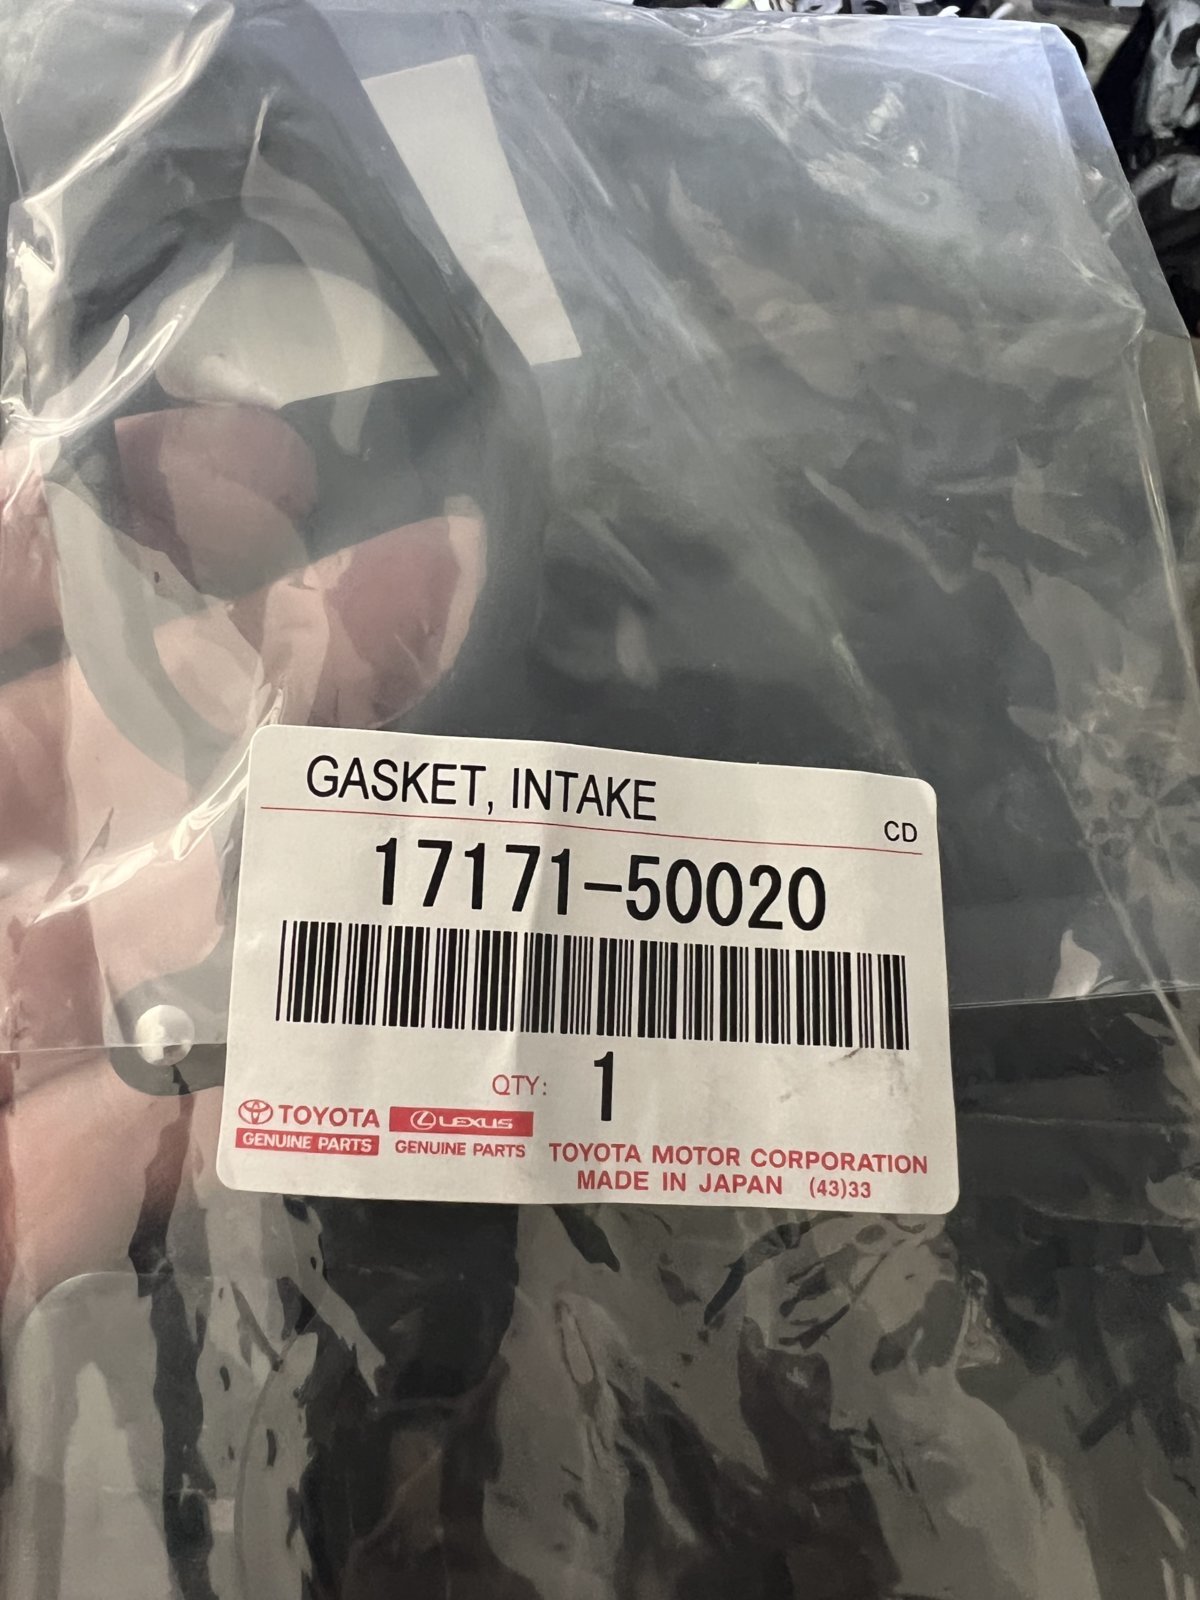 GASKET, INTAKE
CD
17171-50020
QTY: 1
TOYOTA
GENUINE PARTS
LEXUS
GENUINE PARTS
TOYOTA MOTOR CORPORATION
MADE IN JAPAN (43)33